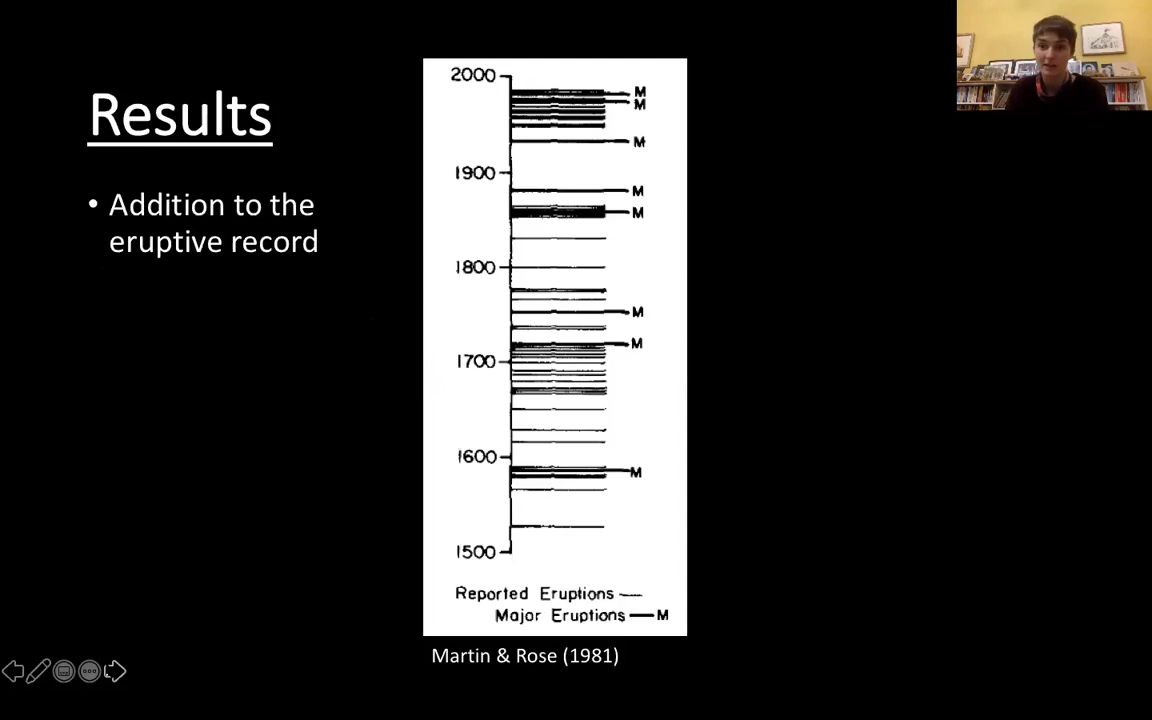 Results
• Addition to the
eruptive record
2000
M
M
M
1900
M
M
1800
M
M
1700
1600
M
1500
Reported Eruptions
Major Eruptions M
Martin & Rose (1981)